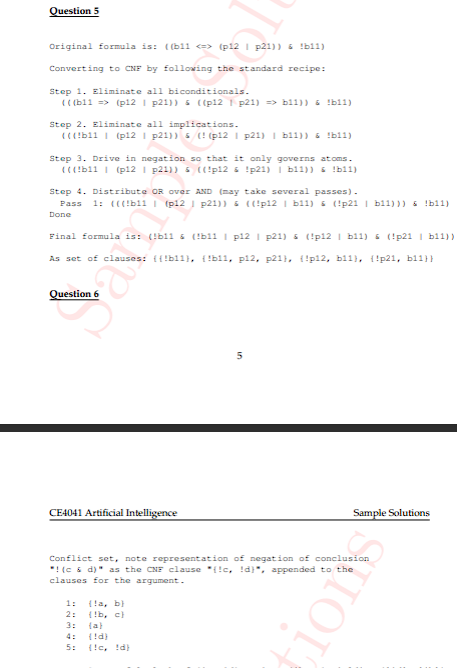 Question 5
Original formula is: ((b11 <=> (p12 | p21)) & !b11)
Converting to CNF by following the standard recipe:
Step 1. Eliminate all biconditionals.
(((b11 => (p12 | p21)) & ((p12 | p21) => b11)) & !b11)
Step 2. Eliminate all implications.
(((!b11 | (p12 | p21)) & (!(p12 | p21) | b11)) & !b11)
Step 3. Drive in negation so that it only governs atoms.
(((!b11 | (p12 | p21)) & ((!p12 & !p21) | b11)) & !b11)
Step 4. Distribute OR over AND (may take several passes).
Pass 1: (((!b11 | (p12 | p21)) & ((!p12 | b11) & (!p21 | b11))) & !b11)
Done
Final formula is: (!b11 & (!b11 | p12 | p21) & (!p12 | b11) & (!p21 | b11))
As set of clauses: {{!b11}, {!b11, p12, p21}, {!p12, b11}, {!p21, b11}}
Question 6
5
CE4041 Artificial Intelligence Sample Solutions
Conflict set, note representation of negation of conclusion
"!(c & d)" as the CNF clause "{!c, !d}", appended to the
clauses for the argument.
1: {!a, b}
2: {!b, c}
3: {a}
4: {!d}
5: {!c, !d}